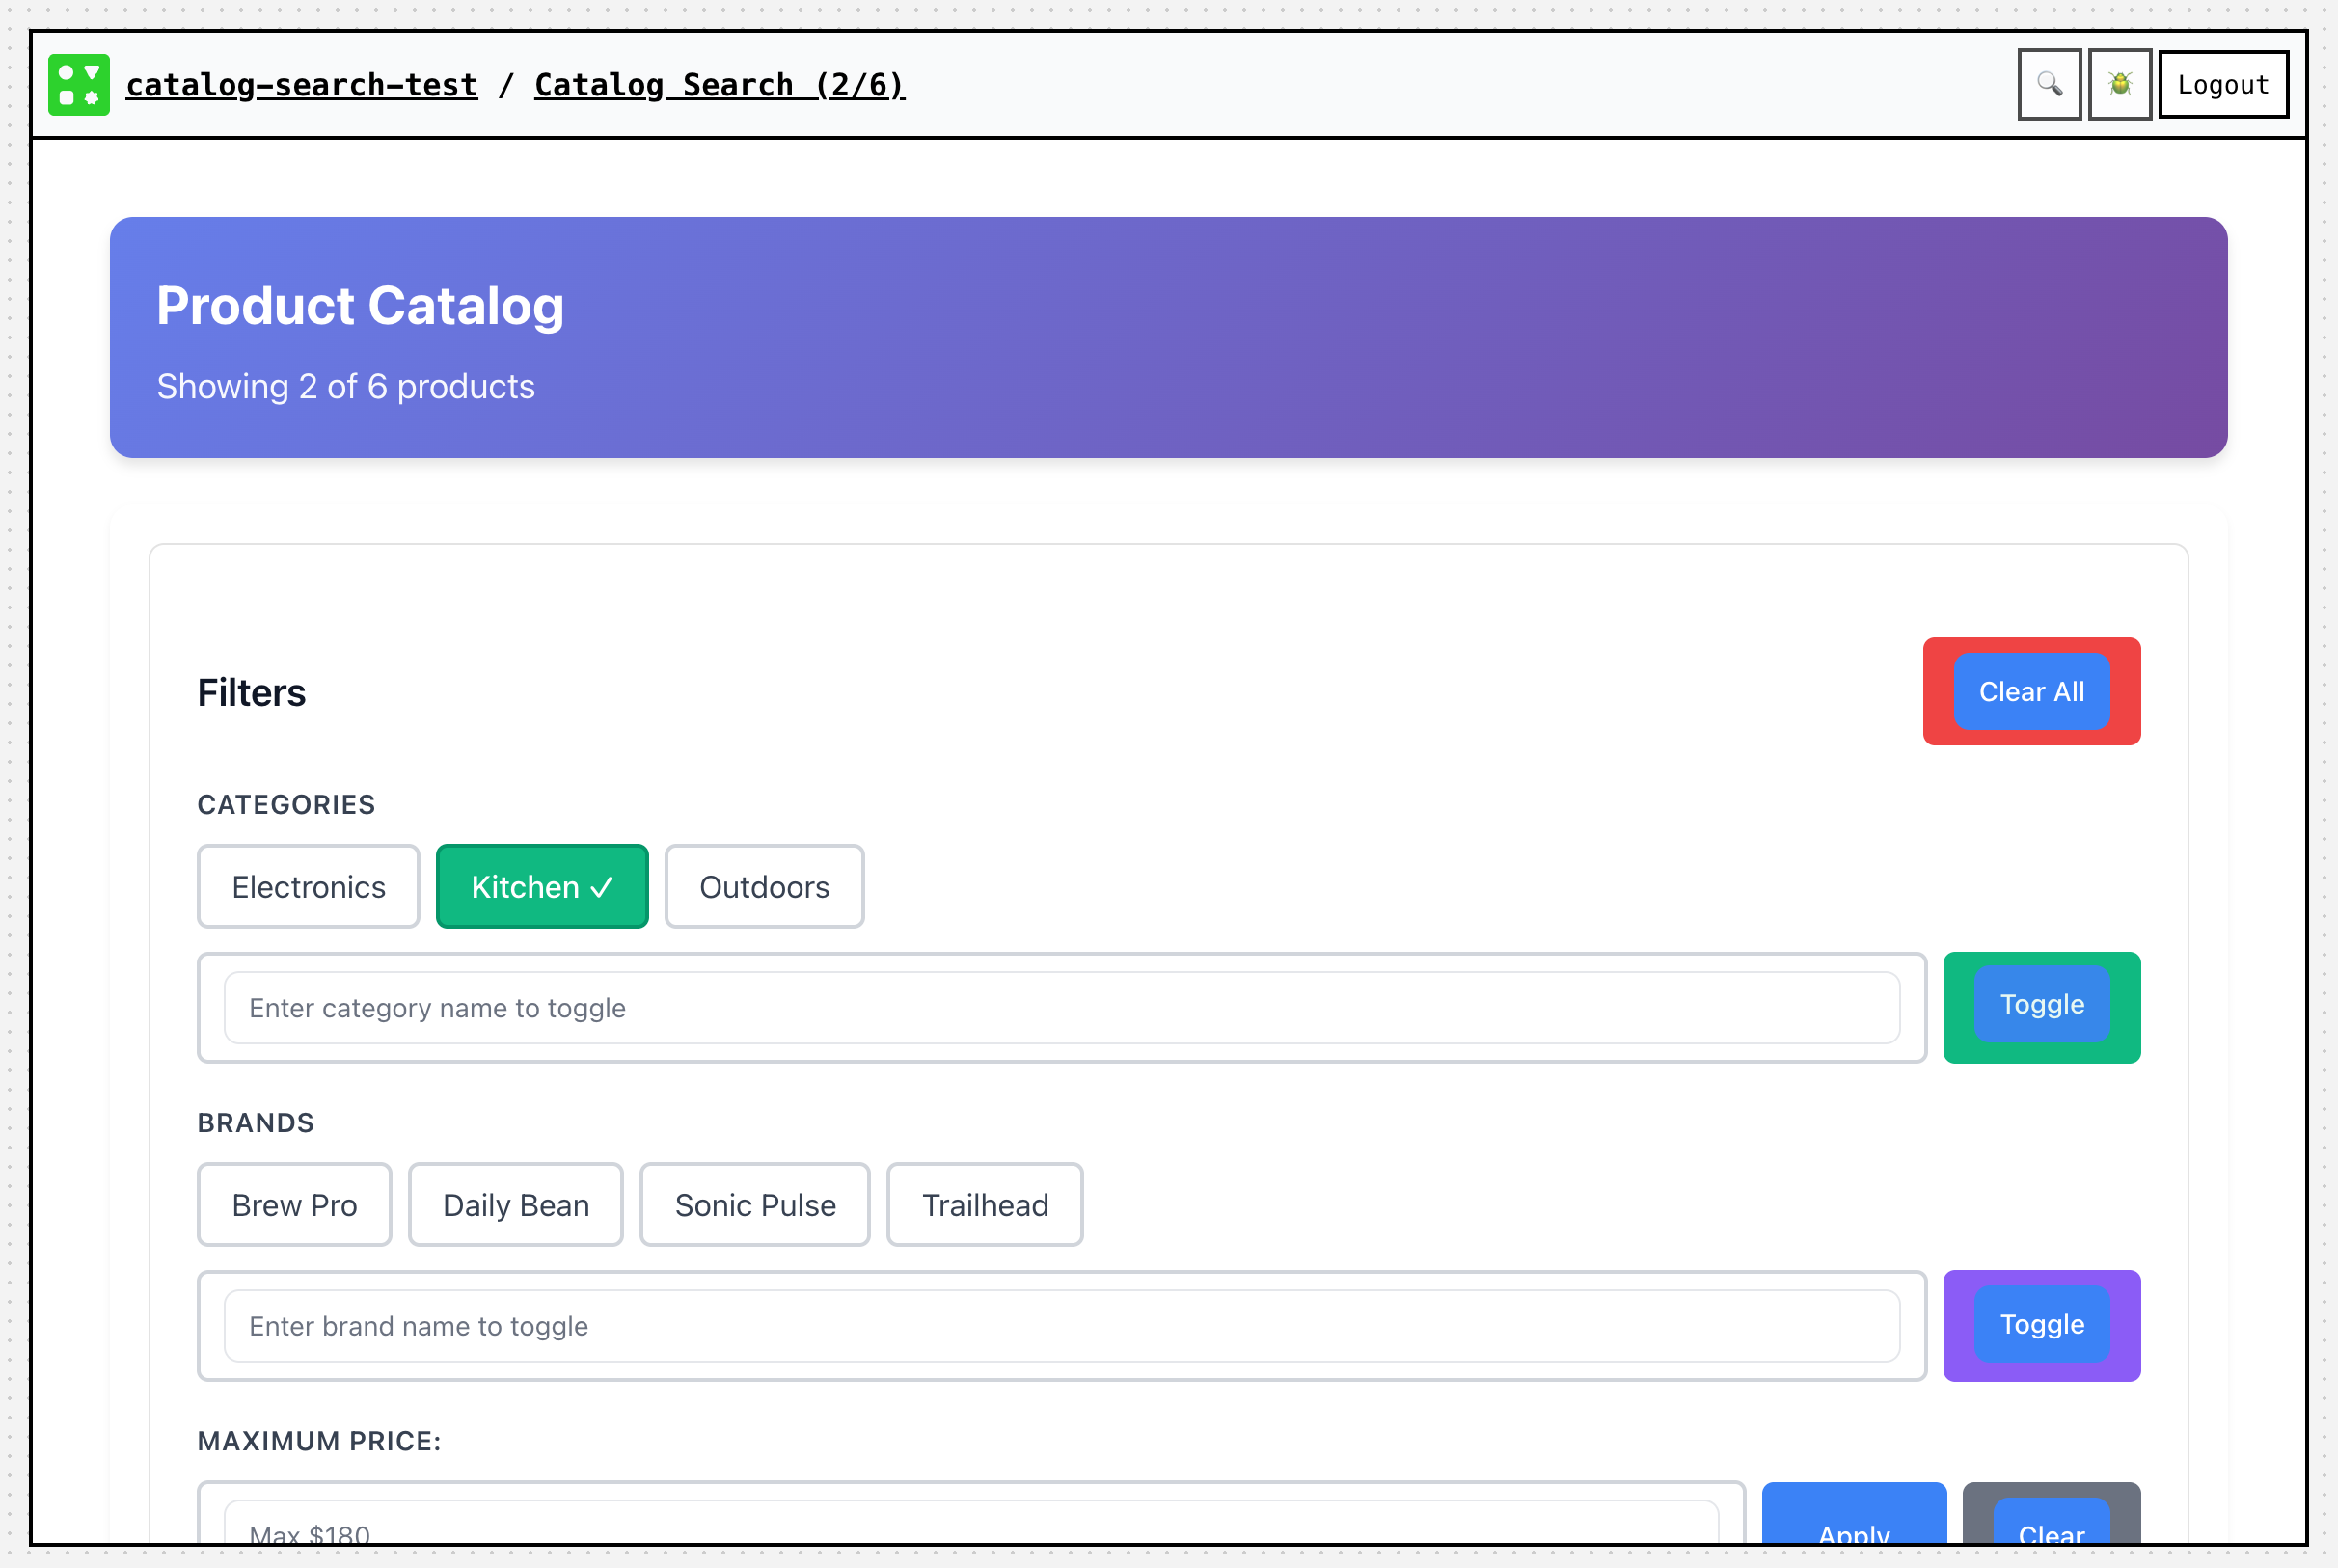 catalog-search-test / Catalog Search (2/6)
Logout
Product Catalog
Showing 2 of 6 products
Filters
Clear All
CATEGORIES
Electronics
Kitchen ✓
Outdoors
Enter category name to toggle
Toggle
BRANDS
Brew Pro
Daily Bean
Sonic Pulse
Trailhead
Enter brand name to toggle
Toggle
MAXIMUM PRICE:
Max $180
Apply
Clear